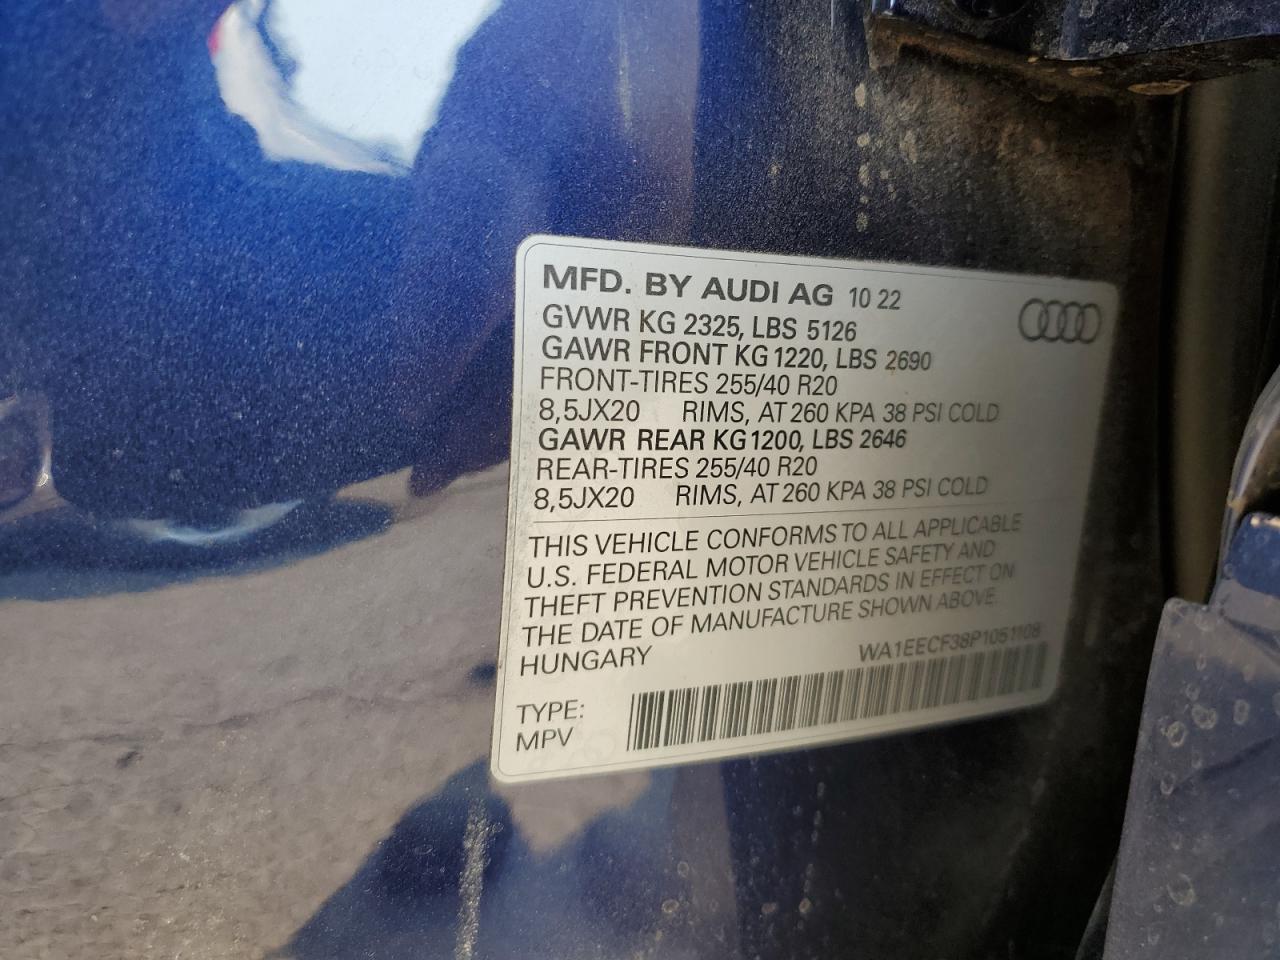 MFD. BY AUDI AG 10 22
GVWR KG 2325, LBS 5126
GAWR FRONT KG 1220, LBS 2690
FRONT-TIRES 255/40 R20
8,5JX20 RIMS, AT 260 KPA 38 PSI COLD
GAWR REAR KG1200, LBS 2646
REAR-TIRES 255/40 R20
8,5JX20 RIMS, AT 260 KPA 38 PSI COLD
THIS VEHICLE CONFORMS TO ALL APPLICABLE
U.S. FEDERAL MOTOR VEHICLE SAFETY AND
THEFT PREVENTION STANDARDS IN EFFECT ON
THE DATE OF MANUFACTURE SHOWN ABOVE.
HUNGARY WA1EECF38P1051108
TYPE:
MPV